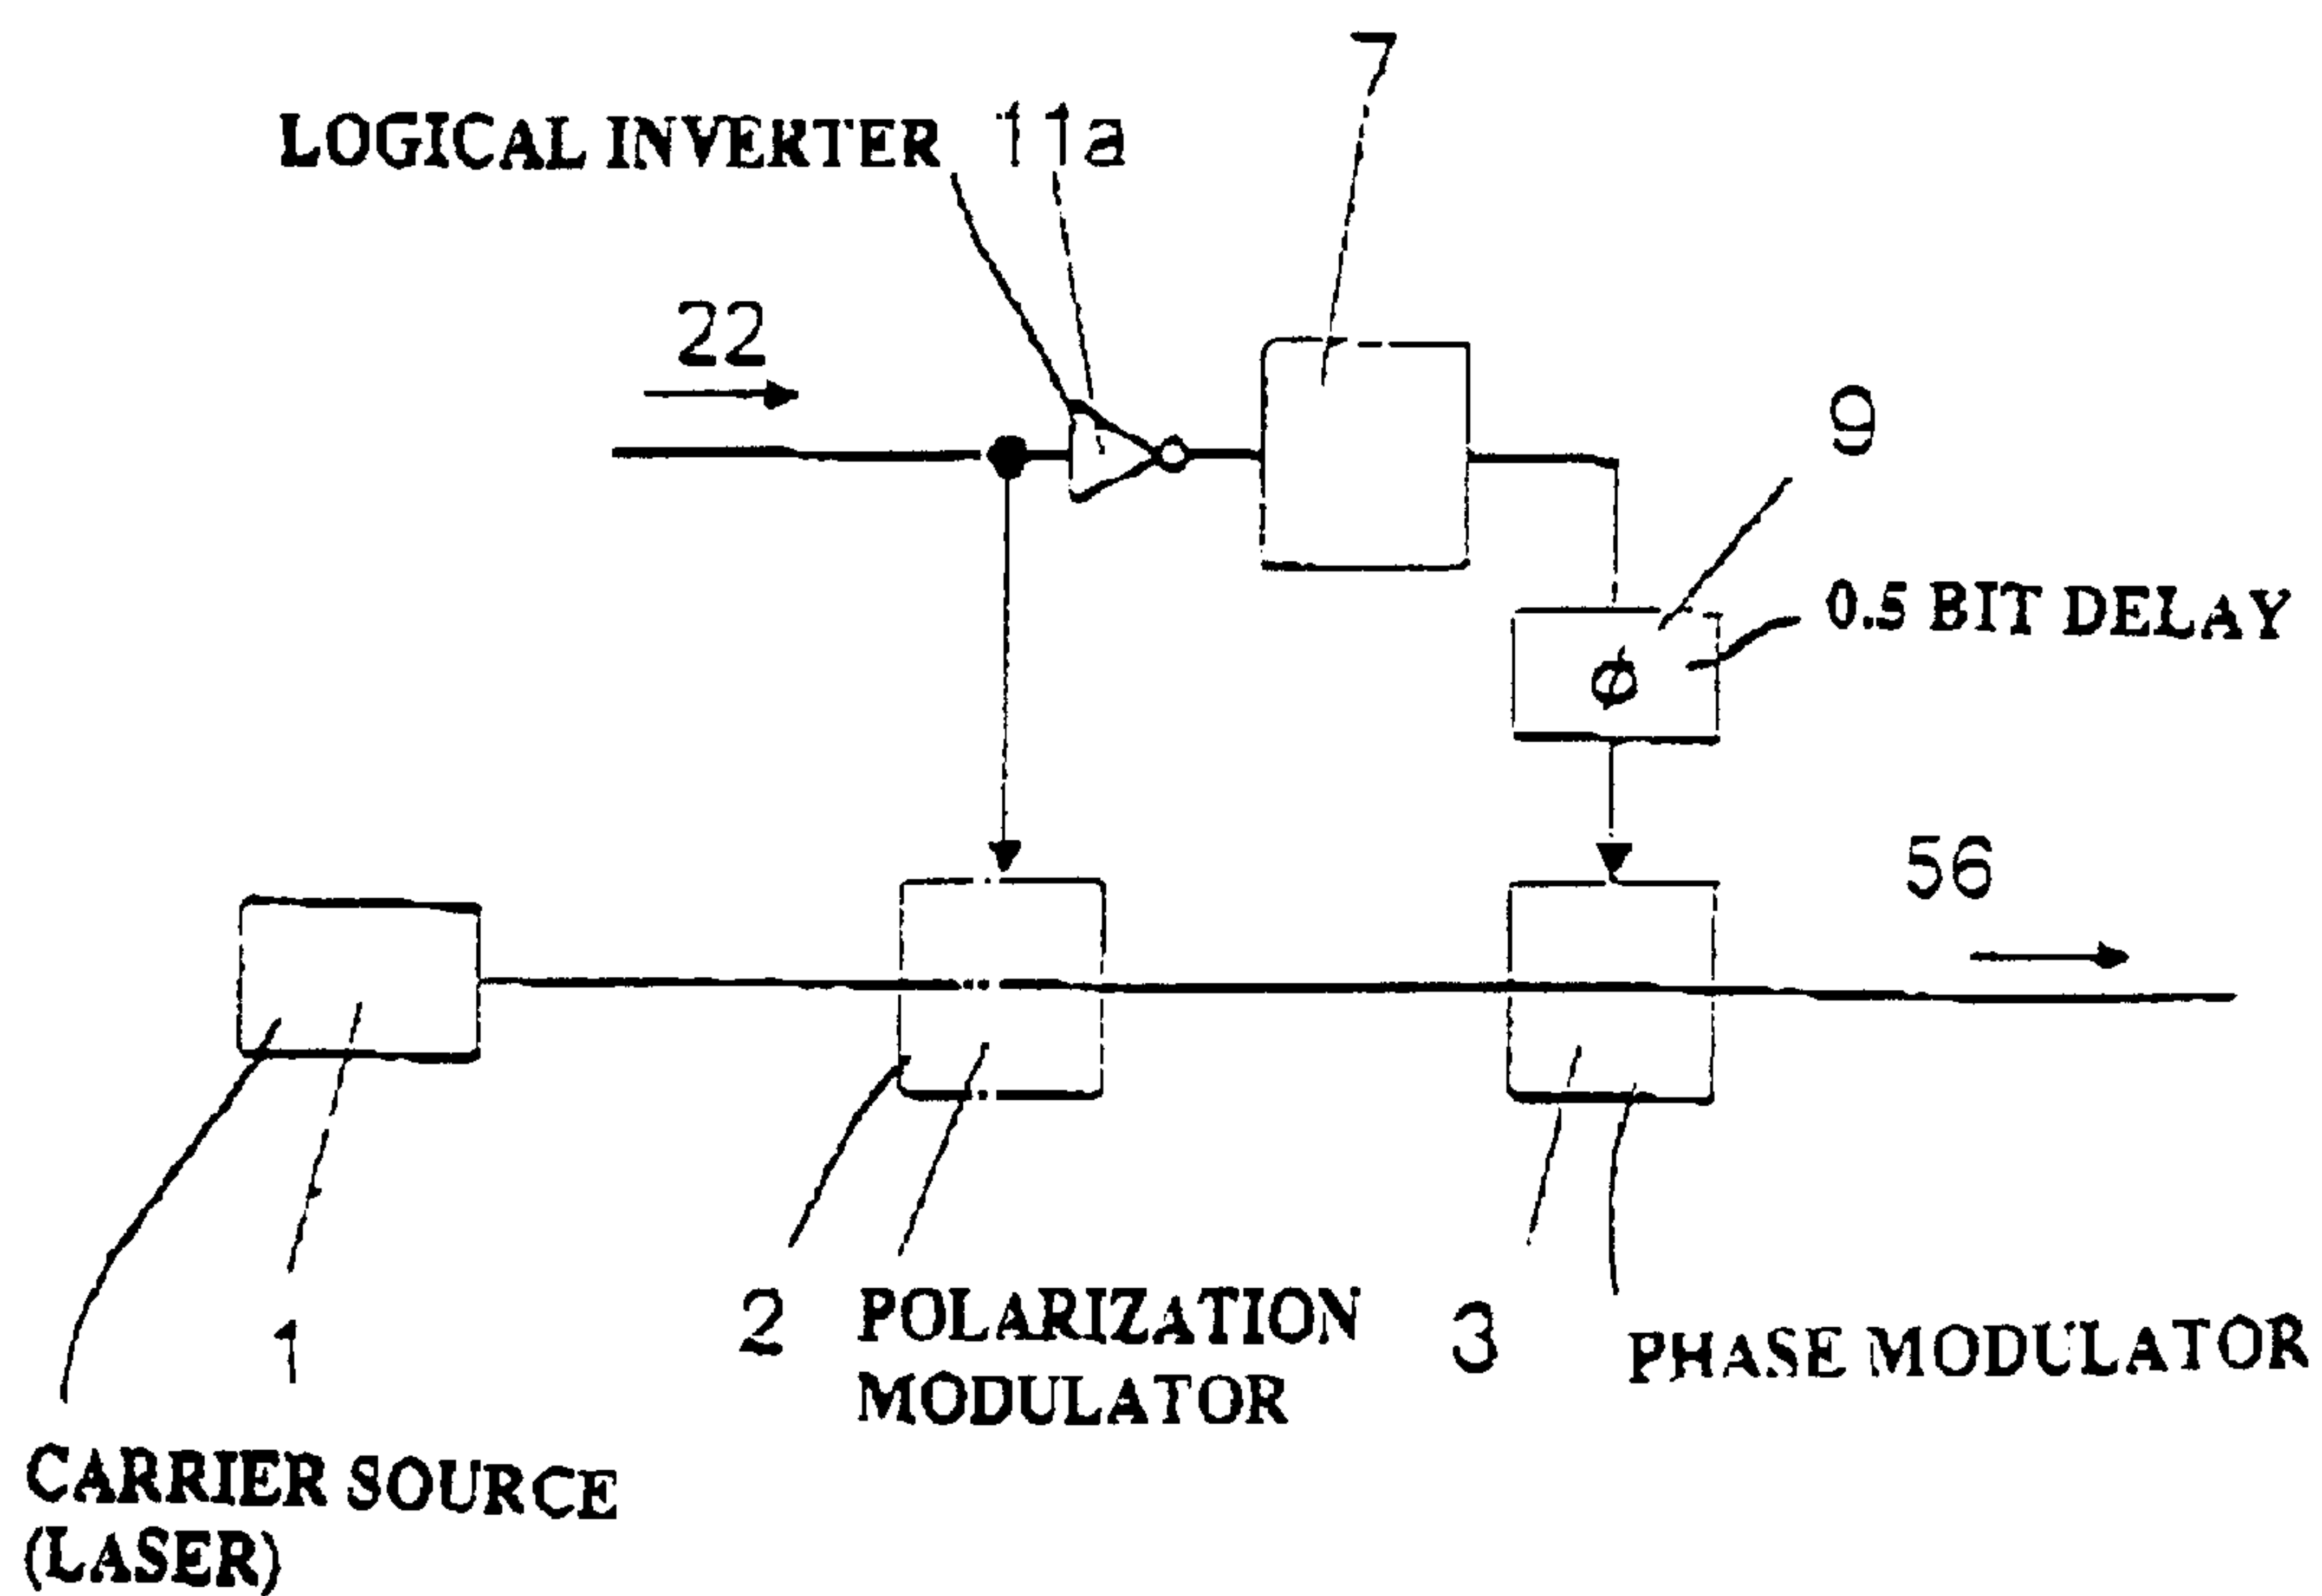 7
LOGICAL INVERTER 11a
22
9
0.5 BIT DELAY
ϕ
56
1
2 POLARIZATION
MODULATOR
3 PHASE MODULATOR
CARRIER SOURCE
(LASER)